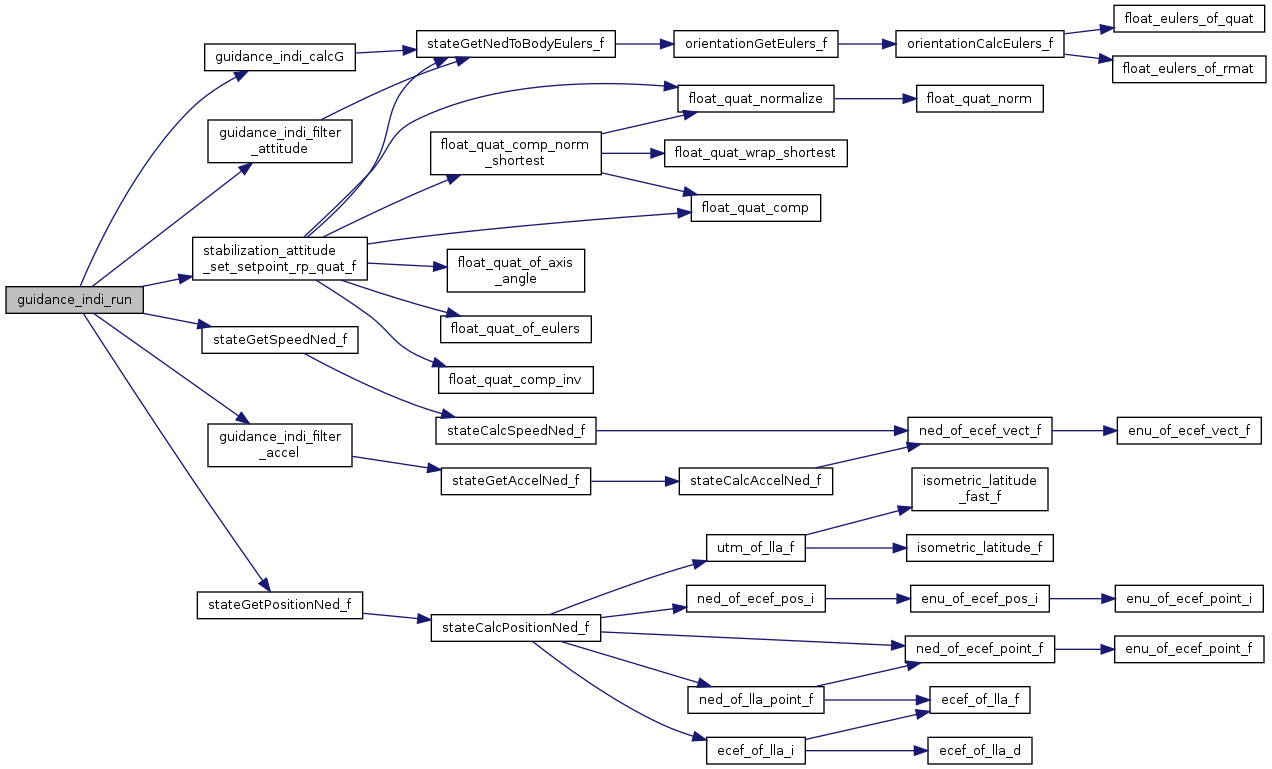 guidance_indi_run
guidance_indi_calcG
guidance_indi_filter
_attitude
stabilization_attitude
_set_setpoint_rp_quat_f
stateGetSpeedNed_f
guidance_indi_filter
_accel
stateGetPositionNed_f
stateGetNedToBodyEulers_f
float_quat_comp_norm
_shortest
float_quat_of_axis
_angle
float_quat_of_eulers
float_quat_comp_inv
stateCalcSpeedNed_f
stateGetAccelNed_f
stateCalcPositionNed_f
orientationGetEulers_f
float_quat_normalize
float_quat_wrap_shortest
float_quat_comp
stateCalcAccelNed_f
utm_of_lla_f
ned_of_ecef_pos_i
ned_of_lla_point_f
ecef_of_lla_i
orientationCalcEulers_f
float_quat_norm
ned_of_ecef_vect_f
isometric_latitude
_fast_f
isometric_latitude_f
enu_of_ecef_pos_i
ned_of_ecef_point_f
ecef_of_lla_f
ecef_of_lla_d
float_eulers_of_quat
float_eulers_of_rmat
enu_of_ecef_vect_f
enu_of_ecef_point_i
enu_of_ecef_point_f